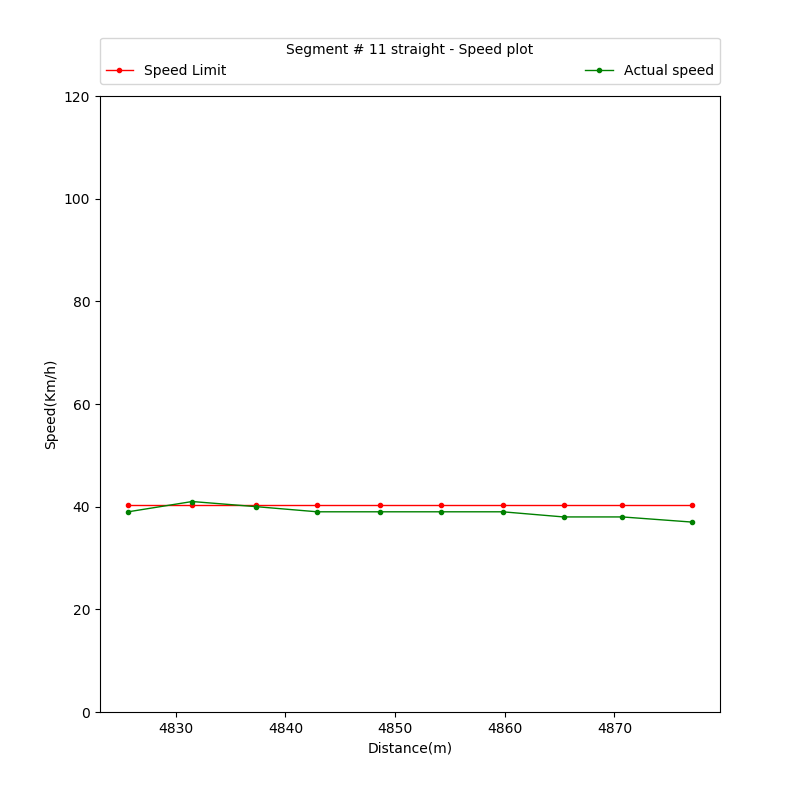 Segment # 11 straight - Speed plot
Speed Limit
Actual speed
120
100
80
60
40
20
0
Speed(Km/h)
4830
4840
4850
4860
4870
Distance(m)